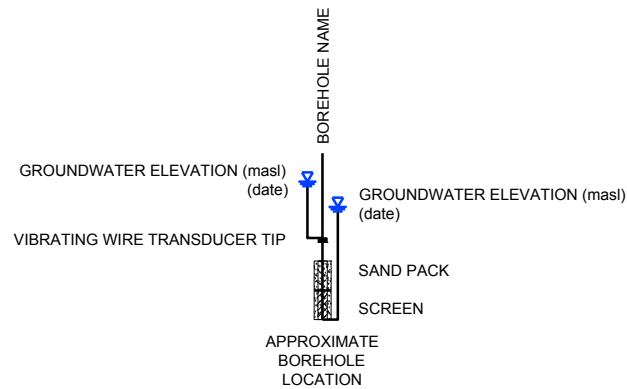 BOREHOLE NAME
GROUNDWATER ELEVATION (masl)
(date)
GROUNDWATER ELEVATION (masl)
(date)
VIBRATING WIRE TRANSDUCER TIP
SAND PACK
SCREEN
APPROXIMATE
BOREHOLE
LOCATION